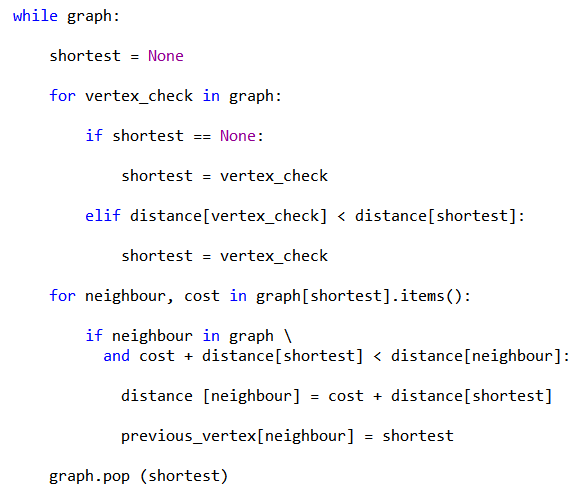 while graph:
    shortest = None
    for vertex_check in graph:
        if shortest == None:
            shortest = vertex_check
        elif distance[vertex_check] < distance[shortest]:
            shortest = vertex_check
    for neighbour, cost in graph[shortest].items():
        if neighbour in graph \
          and cost + distance[shortest] < distance[neighbour]:
            distance [neighbour] = cost + distance[shortest]
            previous_vertex[neighbour] = shortest
    graph.pop (shortest)